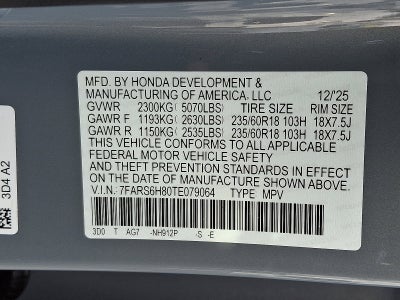 MFD. BY HONDA DEVELOPMENT &
MANUFACTURING OF AMERICA, LLC 12/'25
GVWR 2300KG( 5070LBS) TIRE SIZE RIM SIZE
GAWR F 1193KG( 2630LBS) 235/60R18 103H 18X7.5J
GAWR R 1150KG( 2535LBS) 235/60R18 103H 18X7.5J
THIS VEHICLE CONFORMS TO ALL APPLICABLE
FEDERAL MOTOR VEHICLE SAFETY, BUMPER,
AND THEFT PREVENTION STANDARDS IN EFFECT
ON THE DATE OF MANUFACTURE SHOWN ABOVE.
V.I.N. 7FARS6H80TE079064 TYPE MPV
3D0 T AG7 -NH912P -S -E
3D4 A2